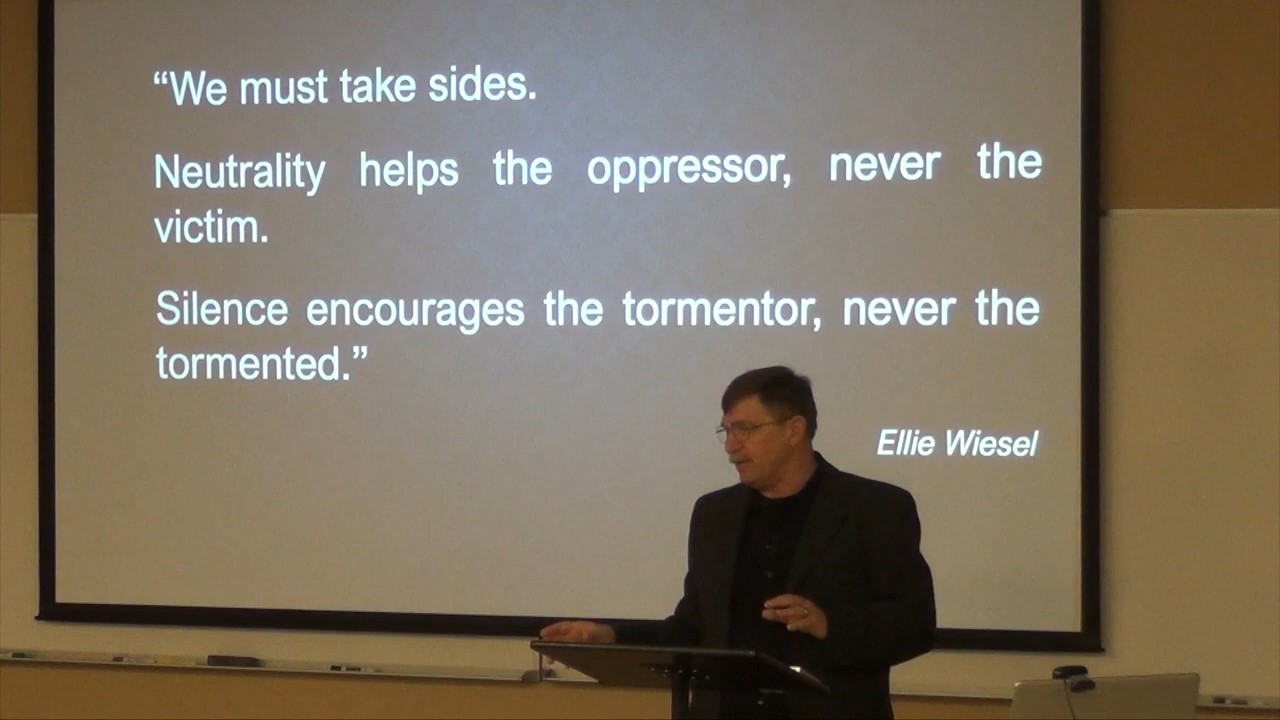 “We must take sides.
Neutrality helps the oppressor, never the
victim.
Silence encourages the tormentor, never the
tormented.”
Ellie Wiesel